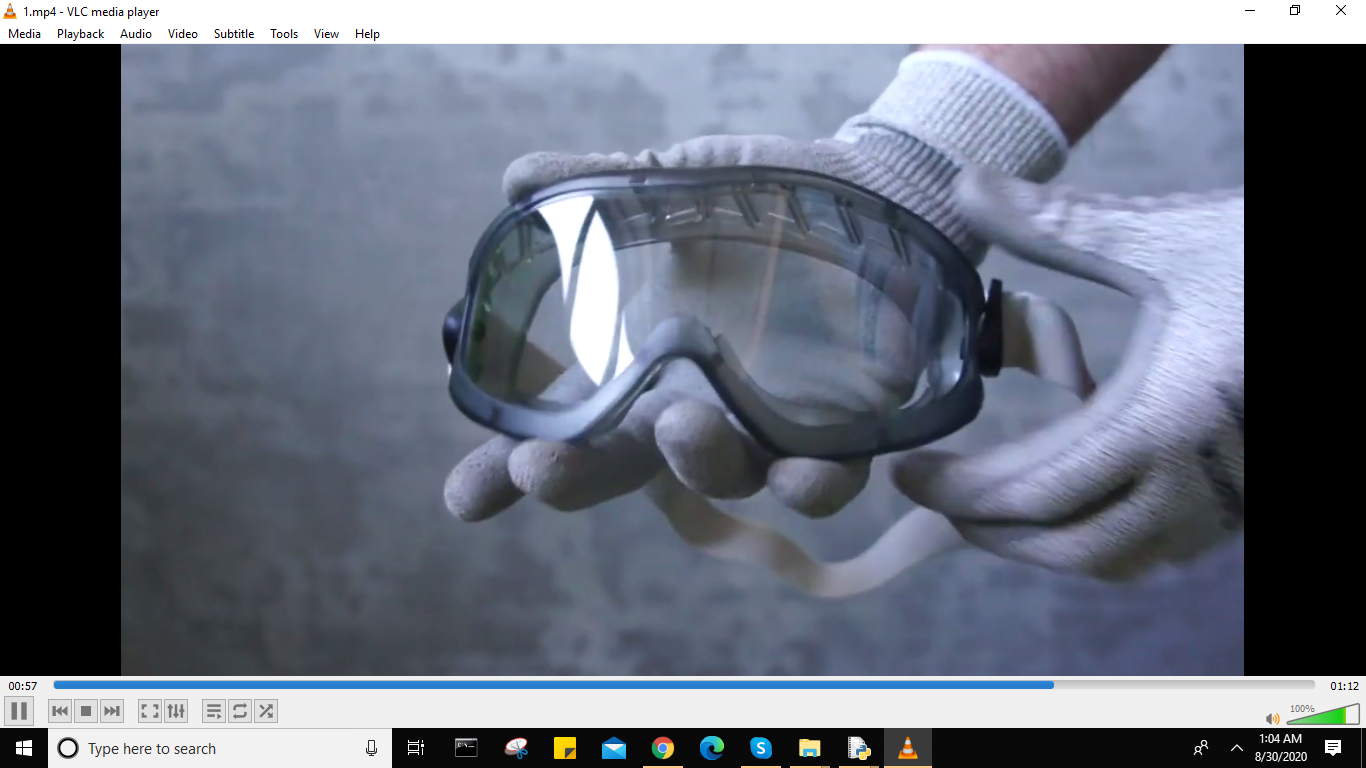 1.mp4 - VLC media player
Media Playback Audio Video Subtitle Tools View Help
00:57
01:12
100%
Type here to search
1:04 AM
8/30/2020